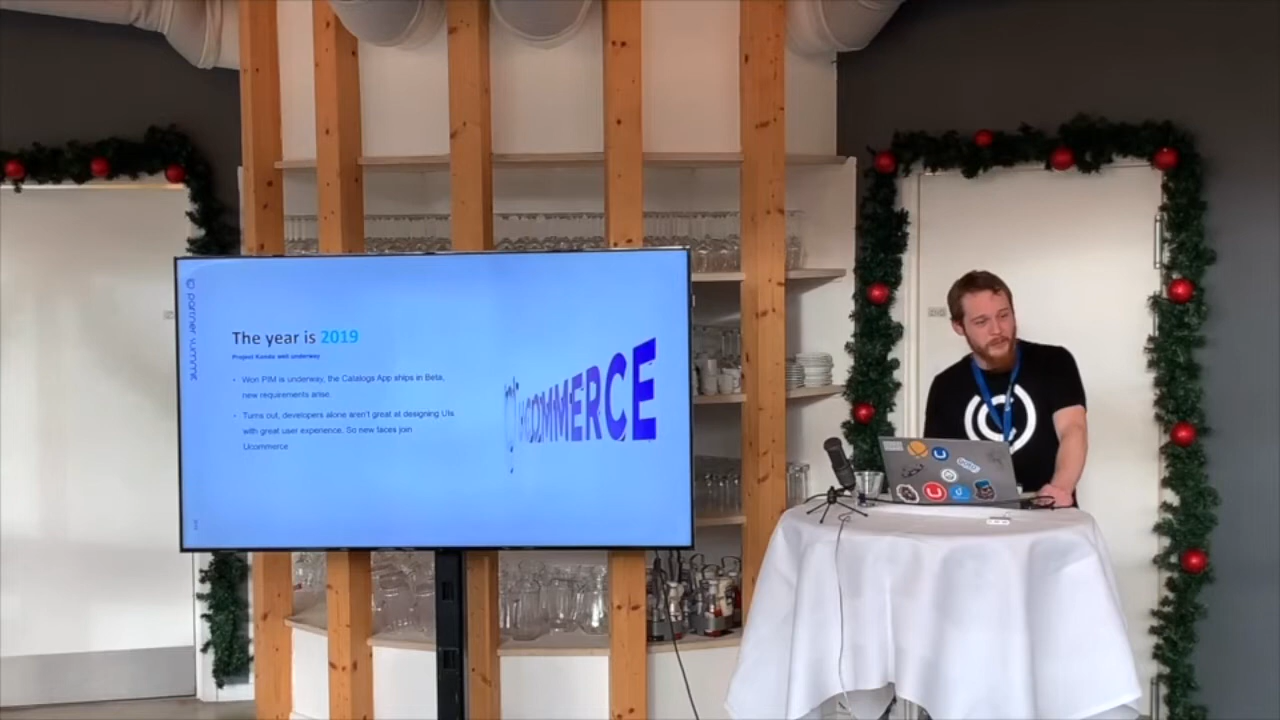 partner summit
The year is 2019
Project Kanda well underway
• Won PIM is underway, the Catalogs App ships in Beta,
new requirements arise.
• Turns out, developers alone aren't great at designing UIs
with great user experience. So new faces join
Ucommerce
UCOMMERCE